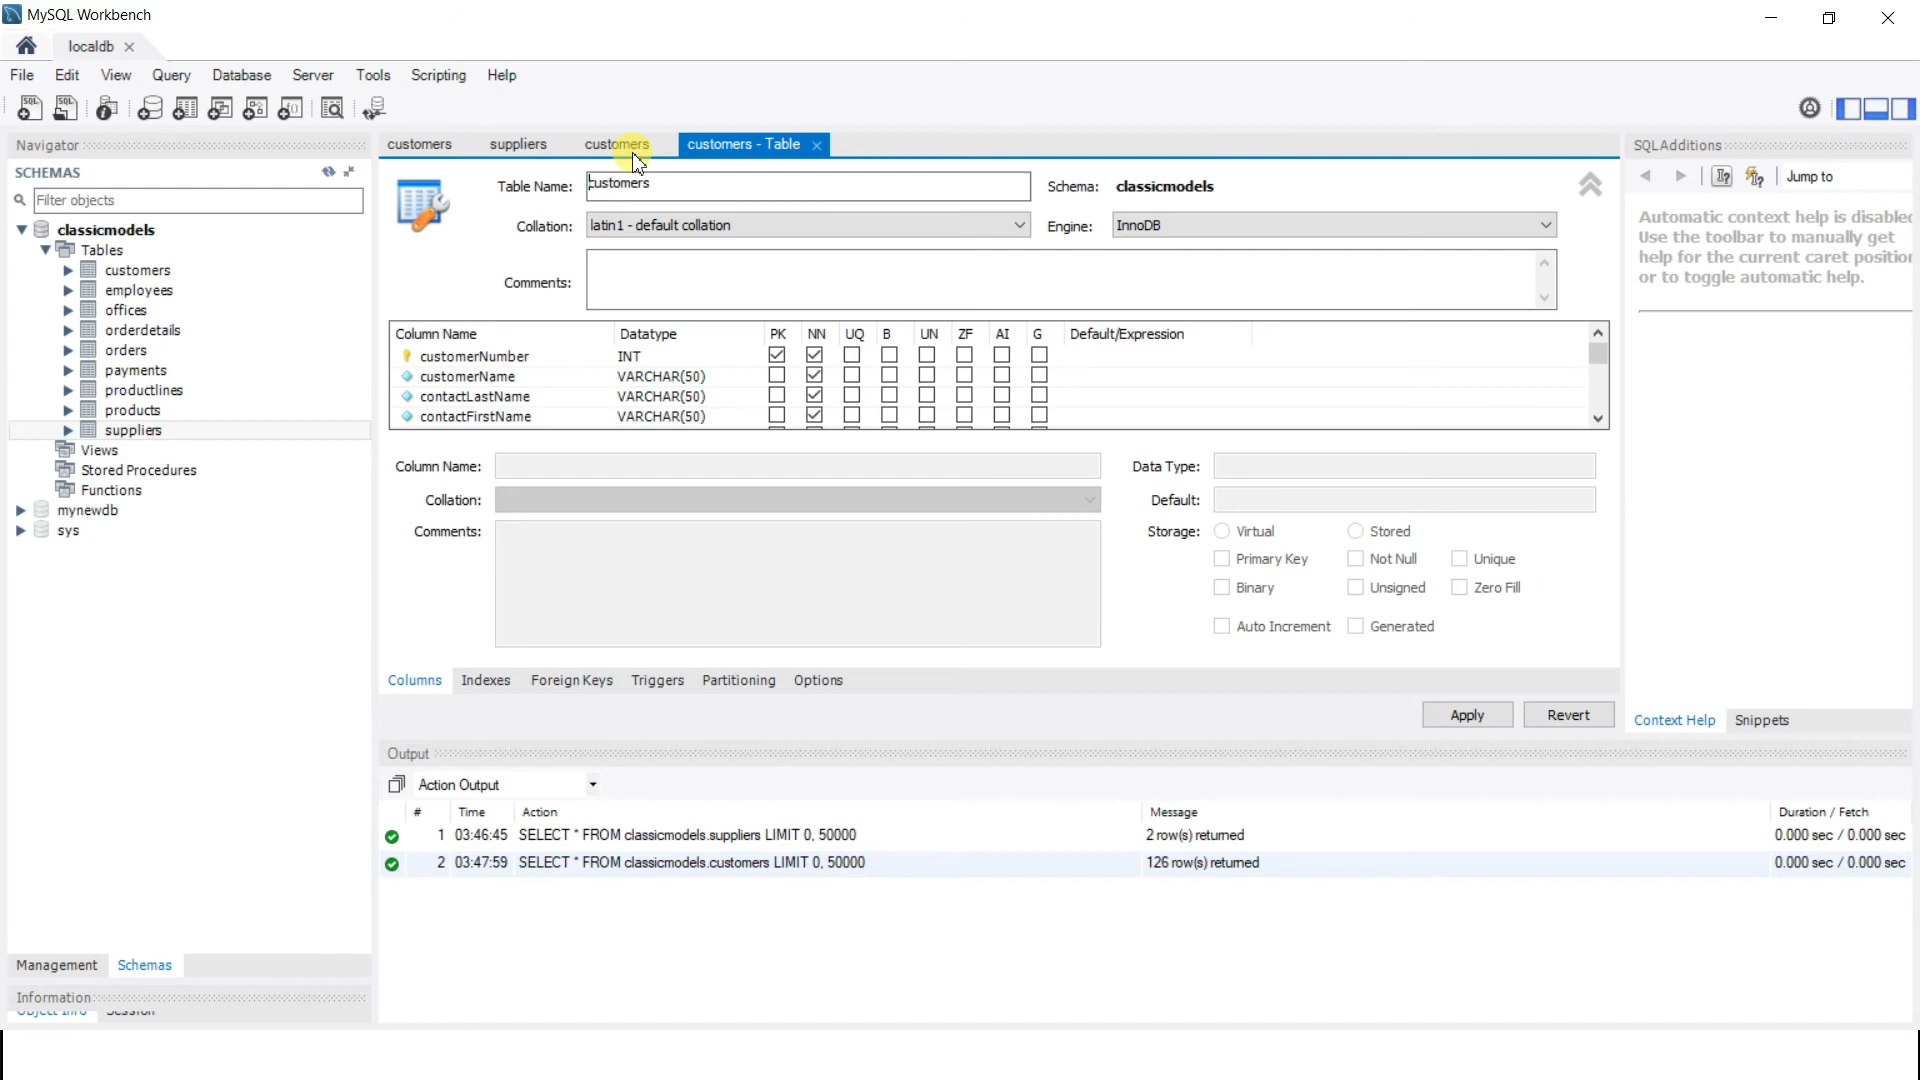 MySQL Workbench
localdb
File Edit View Query Database Server Tools Scripting Help
Navigator
SCHEMAS
Filter objects
classicmodels
Tables
customers
employees
offices
orderdetails
orders
payments
productlines
products
suppliers
Views
Stored Procedures
Functions
mynewdb
sys
Management Schemas
Information
Object Info Session
customers suppliers customers customers - Table
Table Name: customers Schema: classicmodels
Collation: latin1 - default collation Engine: InnoDB
Comments:
Column Name Datatype PK NN UQ B UN ZF AI G Default/Expression
customerNumber INT
customerName VARCHAR(50)
contactLastName VARCHAR(50)
contactFirstName VARCHAR(50)
Column Name: Data Type:
Collation: Default:
Comments: Storage: Virtual Stored
Primary Key Not Null Unique
Binary Unsigned Zero Fill
Auto Increment Generated
Columns Indexes Foreign Keys Triggers Partitioning Options
Apply Revert
SQLAdditions
Jump to
Automatic context help is disabled
Use the toolbar to manually get
help for the current caret position
or to toggle automatic help.
Context Help Snippets
Output
Action Output
# Time Action Message Duration / Fetch
1 03:46:45 SELECT * FROM classicmodels.suppliers LIMIT 0, 50000 2 row(s) returned 0.000 sec / 0.000 sec
2 03:47:59 SELECT * FROM classicmodels.customers LIMIT 0, 50000 126 row(s) returned 0.000 sec / 0.000 sec